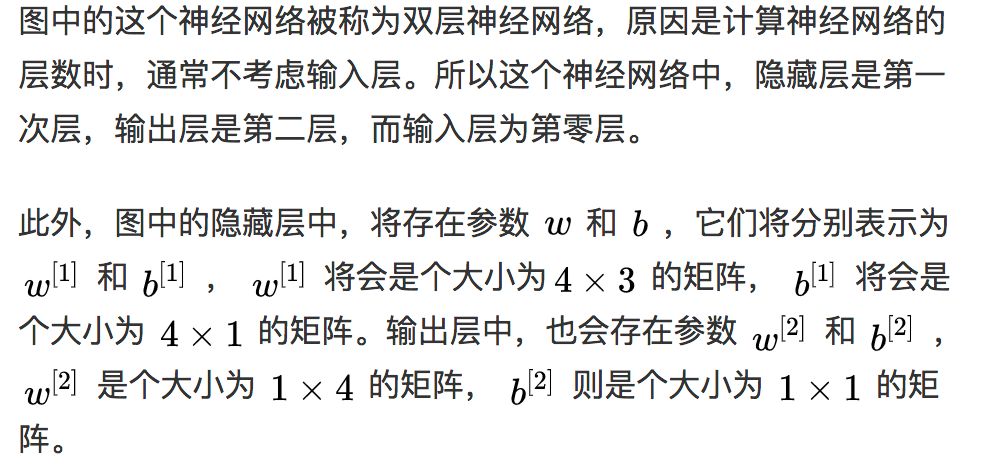 图中的这个神经网络被称为双层神经网络，原因是计算神经网络的
层数时，通常不考虑输入层。所以这个神经网络中，隐藏层是第一
次层，输出层是第二层，而输入层为第零层。
此外，图中的隐藏层中，将存在参数 w 和 b ，它们将分别表示为
w^[1] 和 b^[1] ， w^[1] 将会是个大小为 4 × 3 的矩阵， b^[1] 将会是
个大小为 4 × 1 的矩阵。输出层中，也会存在参数 w^[2] 和 b^[2] ，
w^[2] 是个大小为 1 × 4 的矩阵， b^[2] 则是个大小为 1 × 1 的矩
阵。